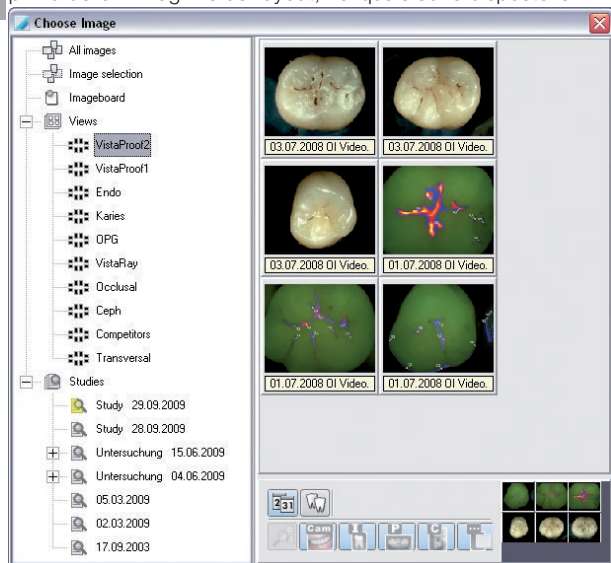 Choose Image
All images
Image selection
Imageboard
Views
VistaProof2
VistaProof1
Endo
Karies
OPG
VistaRay
Occlusal
Ceph
Competitors
Transversal
Studies
Study 29.09.2009
Study 28.09.2009
Untersuchung 15.06.2009
Untersuchung 04.06.2009
05.03.2009
02.03.2009
17.09.2003
03.07.2008 OI Video.
03.07.2008 OI Video.
03.07.2008 OI Video.
01.07.2008 OI Video.
01.07.2008 OI Video.
01.07.2008 OI Video.
2 31
Cam
I
P
C